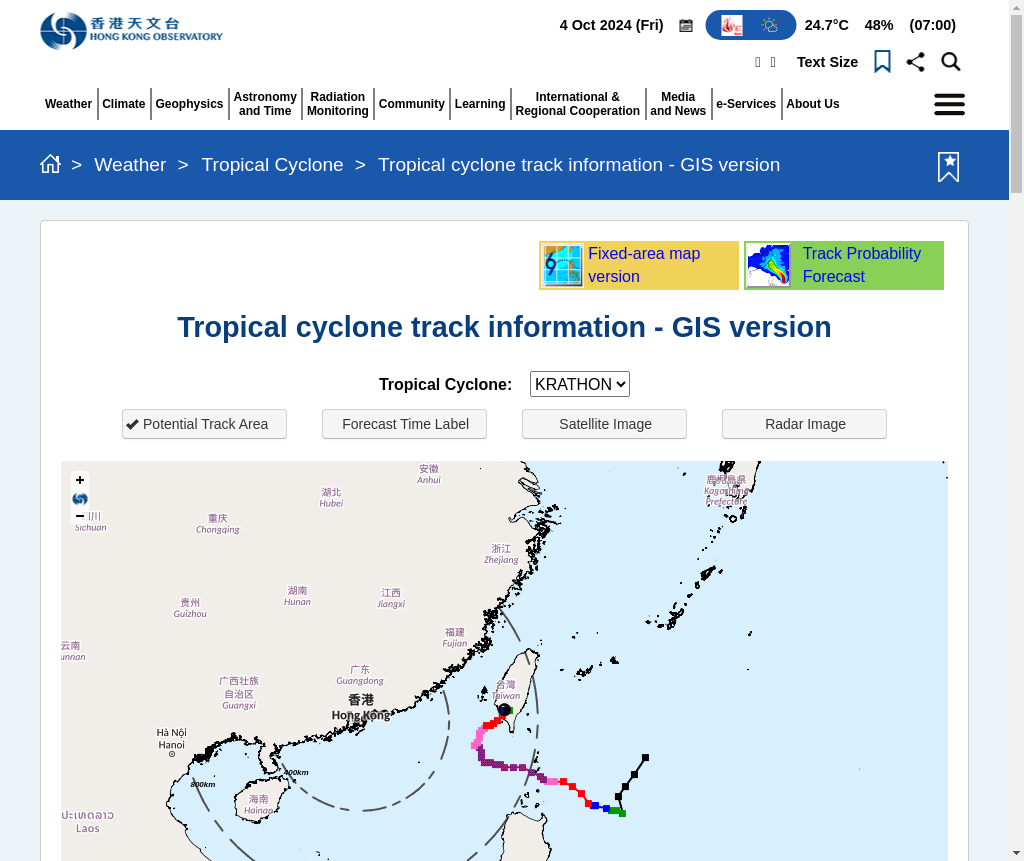 香港天文台
HONG KONG OBSERVATORY
4 Oct 2024 (Fri)
24.7°C 48% (07:00)
Text Size
Weather
Climate
Geophysics
Astronomy
and Time
Radiation
Monitoring
Community
Learning
International &
Regional Cooperation
Media
and News
e-Services
About Us
> Weather > Tropical Cyclone > Tropical cyclone track information - GIS version
Fixed-area map
version
Track Probability
Forecast
Tropical cyclone track information - GIS version
Tropical Cyclone: KRATHON
Potential Track Area
Forecast Time Label
Satellite Image
Radar Image
+
−
安徽
Anhui
鹿児島県
Kagoshima
Prefecture
湖北
Hubei
川
Sichuan
重庆
Chongqing
浙江
Zhejiang
湖南
Hunan
江西
Jiangxi
贵州
Guizhou
福建
Fujian
云南
unnan
广东
Guangdong
广西壮族
自治区
Guangxi
台灣
Taiwan
香港
Hong Kong
Hà Nội
Hanoi
400km
800km
海南
Hainan
ປະເທດລາວ
Laos